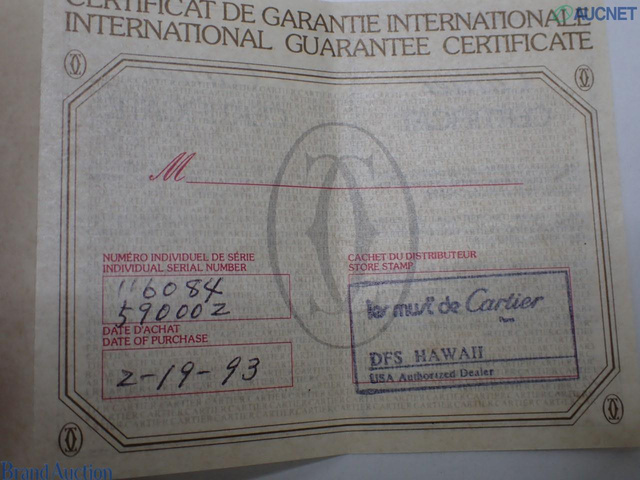 CERTIFICAT DE GARANTIE INTERNATIONALE
INTERNATIONAL GUARANTEE CERTIFICATE
AUCNET
M
NUMÉRO INDIVIDUEL DE SÉRIE
INDIVIDUAL SERIAL NUMBER
116084
590002
DATE D'ACHAT
DATE OF PURCHASE
2-19-93
CACHET DU DISTRIBUTEUR
STORE STAMP
les must de Cartier
DFS HAWAII
USA Authorized Dealer
Brand Auction